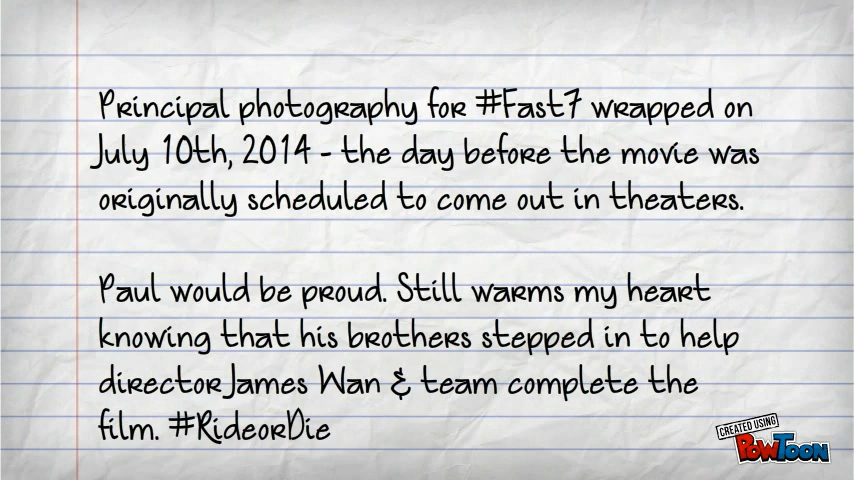 Principal photography for #Fast7 wrapped on
July 10th, 2014 - the day before the movie was
originally scheduled to come out in theaters.
Paul would be proud. Still warms my heart
knowing that his brothers stepped in to help
director James Wan & team complete the
film. #RideorDie
CREATED USING
POWTOON